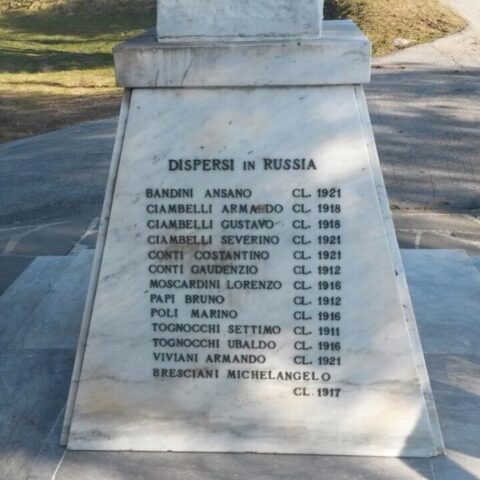 DISPERSI IN RUSSIA
BANDINI ANSANO CL. 1921
CIAMBELLI ARMANDO CL. 1918
CIAMBELLI GUSTAVO CL. 1918
CIAMBELLI SEVERINO CL. 1921
CONTI COSTANTINO CL. 1921
CONTI GAUDENZIO CL. 1912
MOSCARDINI LORENZO CL. 1916
PAPI BRUNO CL. 1912
POLI MARINO CL. 1916
TOGNOCCHI SETTIMO CL. 1911
TOGNOCCHI UBALDO CL. 1916
VIVIANI ARMANDO CL. 1921
BRESCIANI MICHELANGELO
CL. 1917